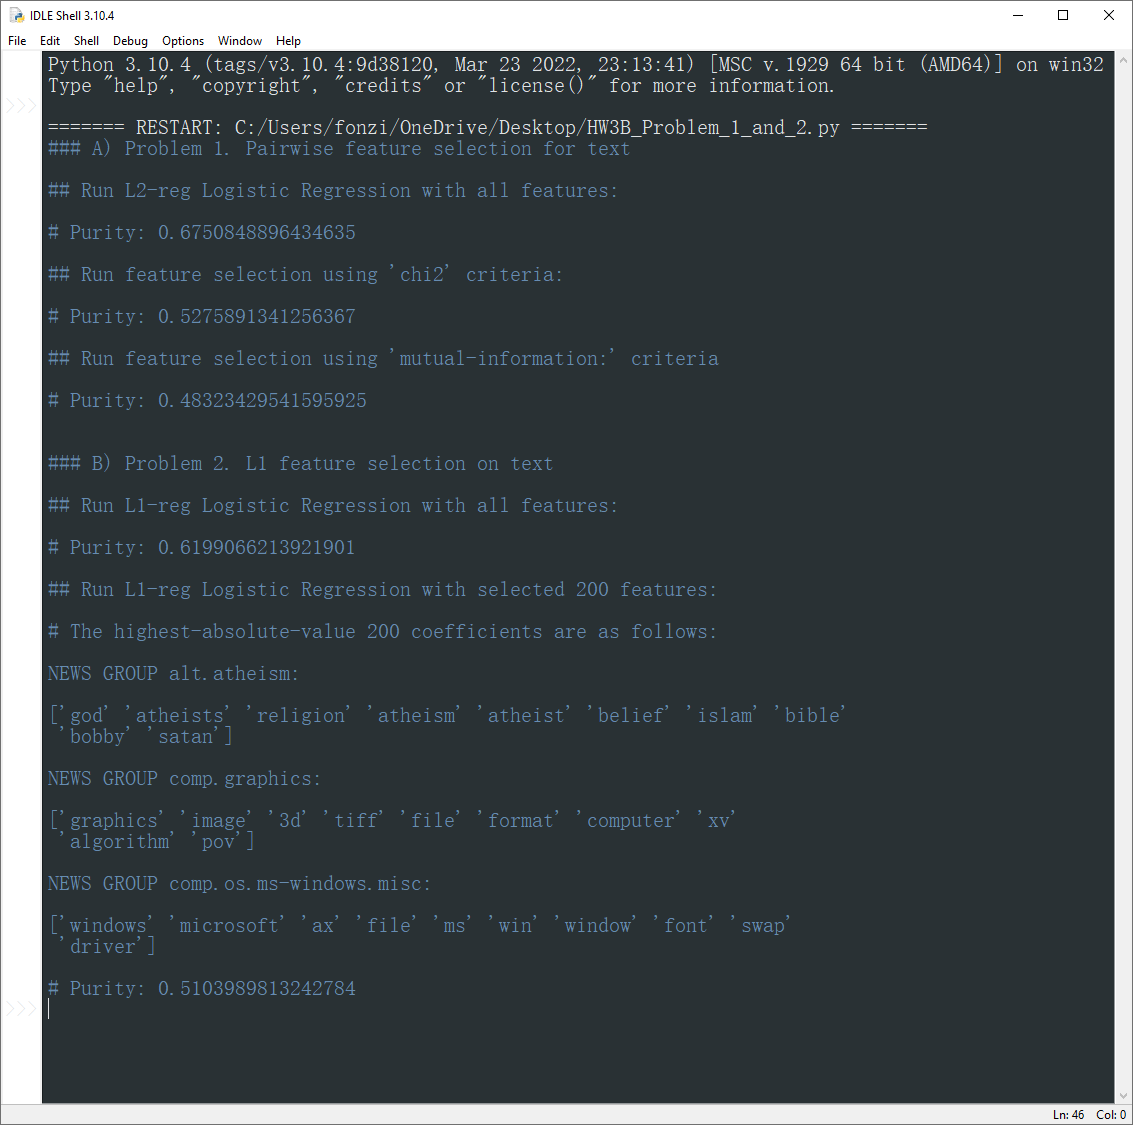 IDLE Shell 3.10.4
File Edit Shell Debug Options Window Help
Python 3.10.4 (tags/v3.10.4:9d38120, Mar 23 2022, 23:13:41) [MSC v.1929 64 bit (AMD64)] on win32
Type "help", "copyright", "credits" or "license()" for more information.
>>>
======= RESTART: C:/Users/fonzi/OneDrive/Desktop/HW3B_Problem_1_and_2.py =======
### A) Problem 1. Pairwise feature selection for text
## Run L2-reg Logistic Regression with all features:
# Purity: 0.6750848896434635
## Run feature selection using 'chi2' criteria:
# Purity: 0.5275891341256367
## Run feature selection using 'mutual-information:' criteria
# Purity: 0.48323429541595925
### B) Problem 2. L1 feature selection on text
## Run L1-reg Logistic Regression with all features:
# Purity: 0.6199066213921901
## Run L1-reg Logistic Regression with selected 200 features:
# The highest-absolute-value 200 coefficients are as follows:
NEWS GROUP alt.atheism:
['god' 'atheists' 'religion' 'atheism' 'atheist' 'belief' 'islam' 'bible'
'bobby' 'satan']
NEWS GROUP comp.graphics:
['graphics' 'image' '3d' 'tiff' 'file' 'format' 'computer' 'xv'
'algorithm' 'pov']
NEWS GROUP comp.os.ms-windows.misc:
['windows' 'microsoft' 'ax' 'file' 'ms' 'win' 'window' 'font' 'swap'
'driver']
# Purity: 0.5103989813242784
>>>
Ln: 46 Col: 0